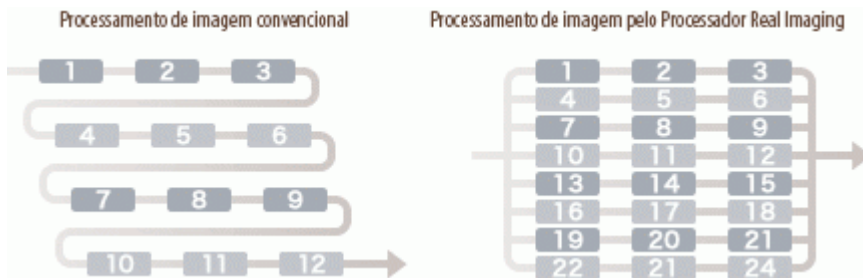 Processamento de imagem convencional
1 2 3
4 5 6
7 8 9
10 11 12
Processamento de imagem pelo Processador Real Imaging
1 2 3
4 5 6
7 8 9
10 11 12
13 14 15
16 17 18
19 20 21
22 21 24